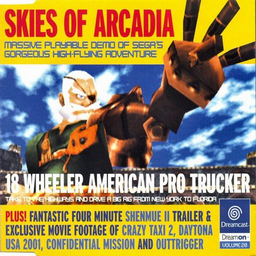 SKIES OF ARCADIA
MASSIVE PLAYABLE DEMO OF SEGA'S
GORGEOUS HIGH-FLYING ADVENTURE
18 WHEELER AMERICAN PRO TRUCKER
TAKE TO THE HIGHWAYS AND DRIVE A BIG RIG FROM NEW YORK TO FLORIDA
PLUS! FANTASTIC FOUR MINUTE SHENMUE II TRAILER &
EXCLUSIVE MOVIE FOOTAGE OF CRAZY TAXI 2, DAYTONA
USA 2001, CONFIDENTIAL MISSION AND OUTTRIGGER
Dreamcast
Dreamon
VOLUME 20